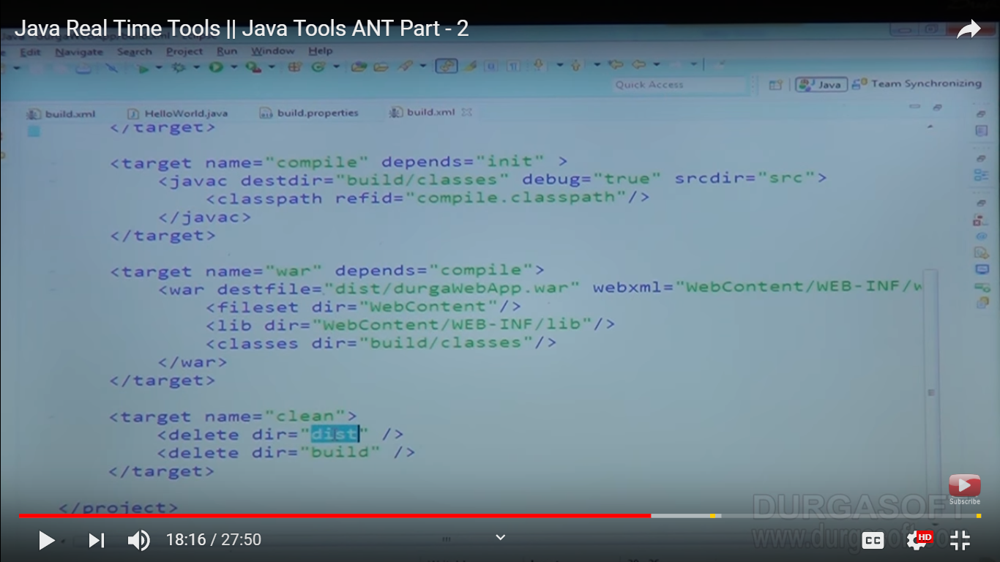 Java Real Time Tools || Java Tools ANT Part - 2
Edit Navigate Search Project Run Window Help
Quick Access
Java
Team Synchronizing
build.xml
HelloWorld.java
build.properties
build.xml
</target>
<target name="compile" depends="init" >
<javac destdir="build/classes" debug="true" srcdir="src">
<classpath refid="compile.classpath"/>
</javac>
</target>
<target name="war" depends="compile">
<war destfile="dist/durgaWebApp.war" webxml="WebContent/WEB-INF/w
<fileset dir="WebContent"/>
<lib dir="WebContent/WEB-INF/lib"/>
<classes dir="build/classes"/>
</war>
</target>
<target name="clean">
<delete dir="dist" />
<delete dir="build" />
</target>
</project>
Subscribe
DURGASOFT
18:16 / 27:50
CC
HD